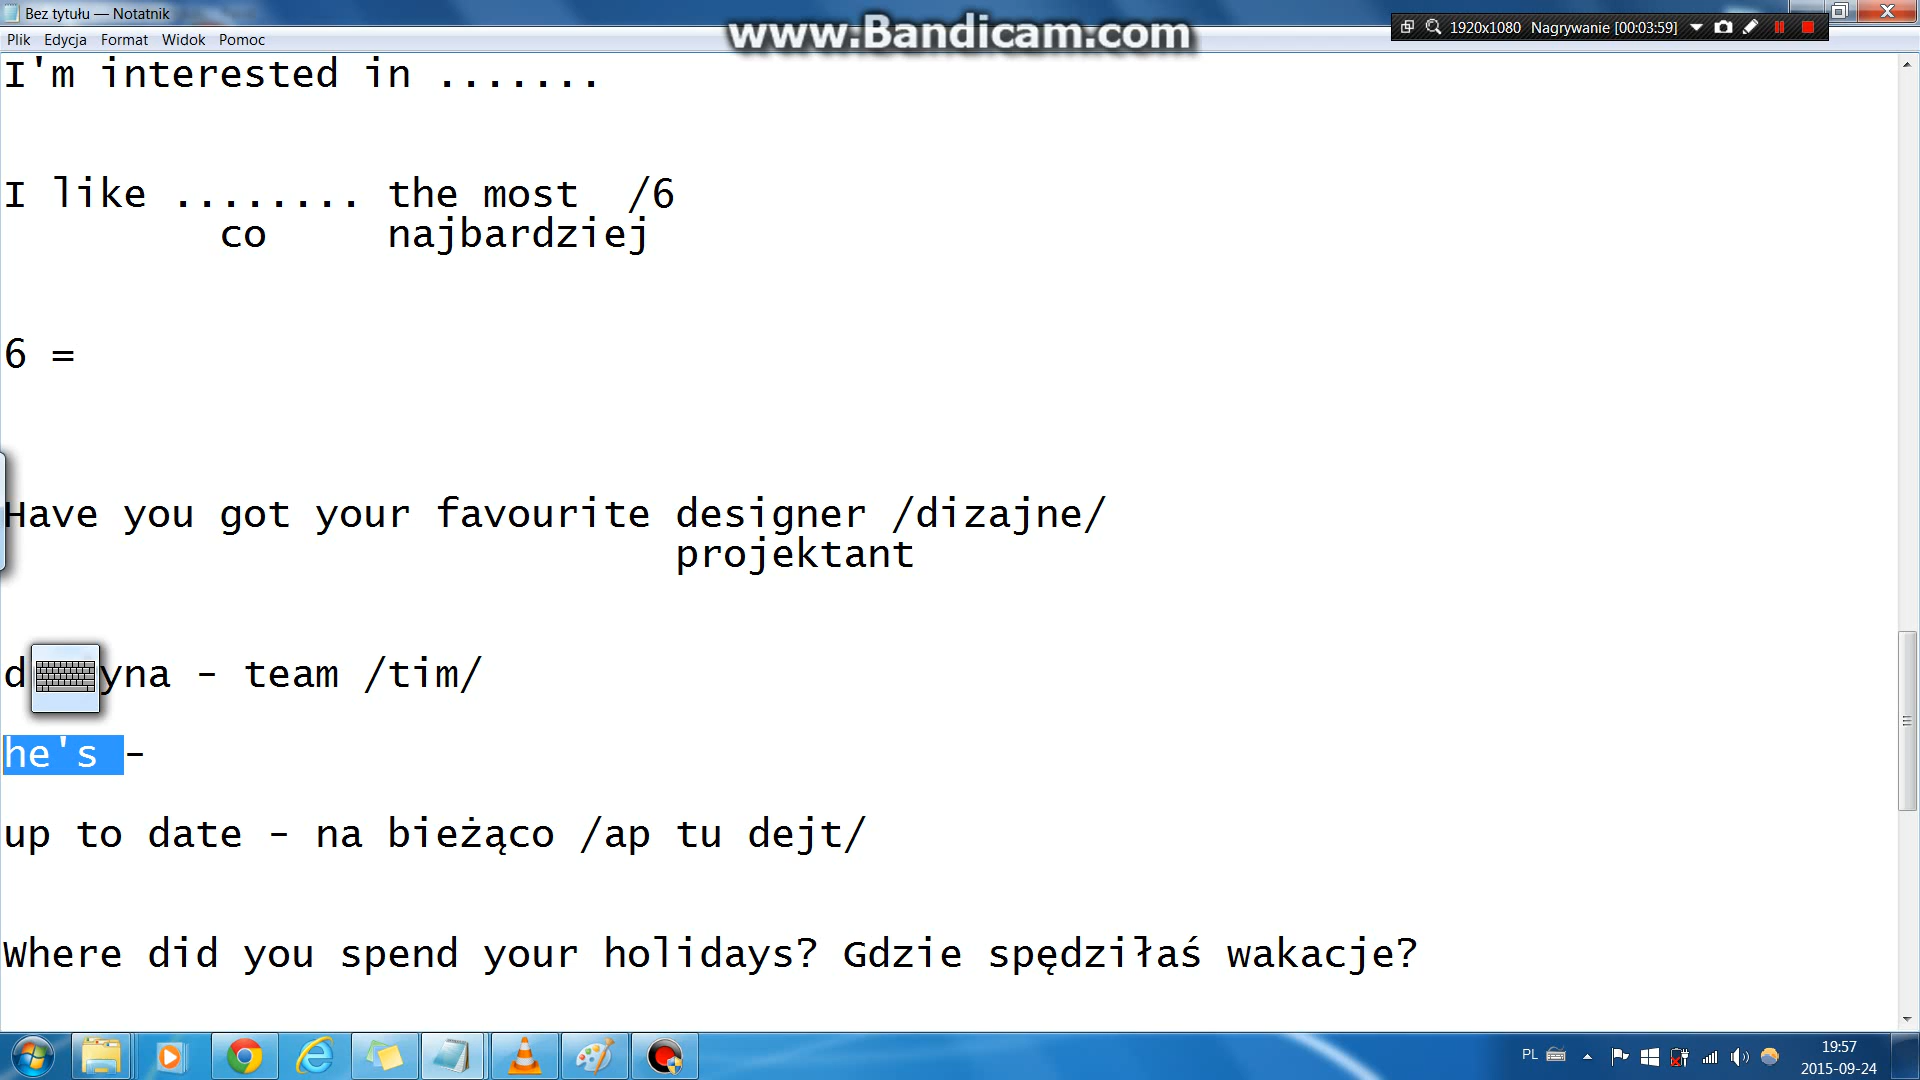 Bez tytułu — Notatnik
www.Bandicam.com
1920x1080 Nagrywanie [00:03:59]
Plik Edycja Format Widok Pomoc
I'm interested in .......
I like ........ the most /6
co najbardziej
6 =
Have you got your favourite designer /dizajne/
projektant
- team /tim/
he's -
up to date - na bieżąco /ap tu dejt/
Where did you spend your holidays? Gdzie spędziłaś wakacje?
PL
19:57
2015-09-24